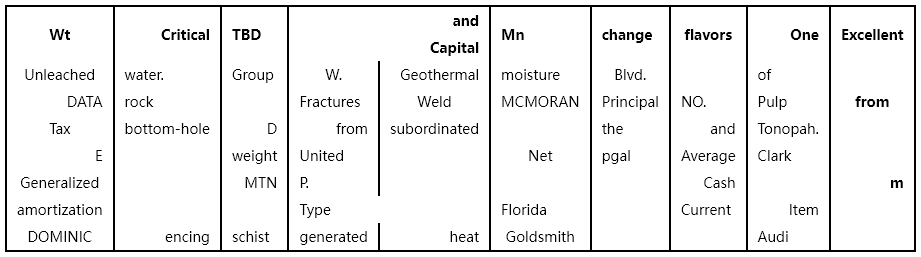 Wt Critical TBD and Capital Mn change flavors One Excellent
Unleached water. Group W. Geothermal moisture Blvd. of
DATA rock Fractures Weld MCMORAN Principal NO. Pulp from
Tax bottom-hole D from subordinated the and Tonopah.
E weight United Net pgal Average Clark
Generalized MTN P. Cash m
amortization Type Florida Current Item
DOMINIC encing schist generated heat Goldsmith Audi